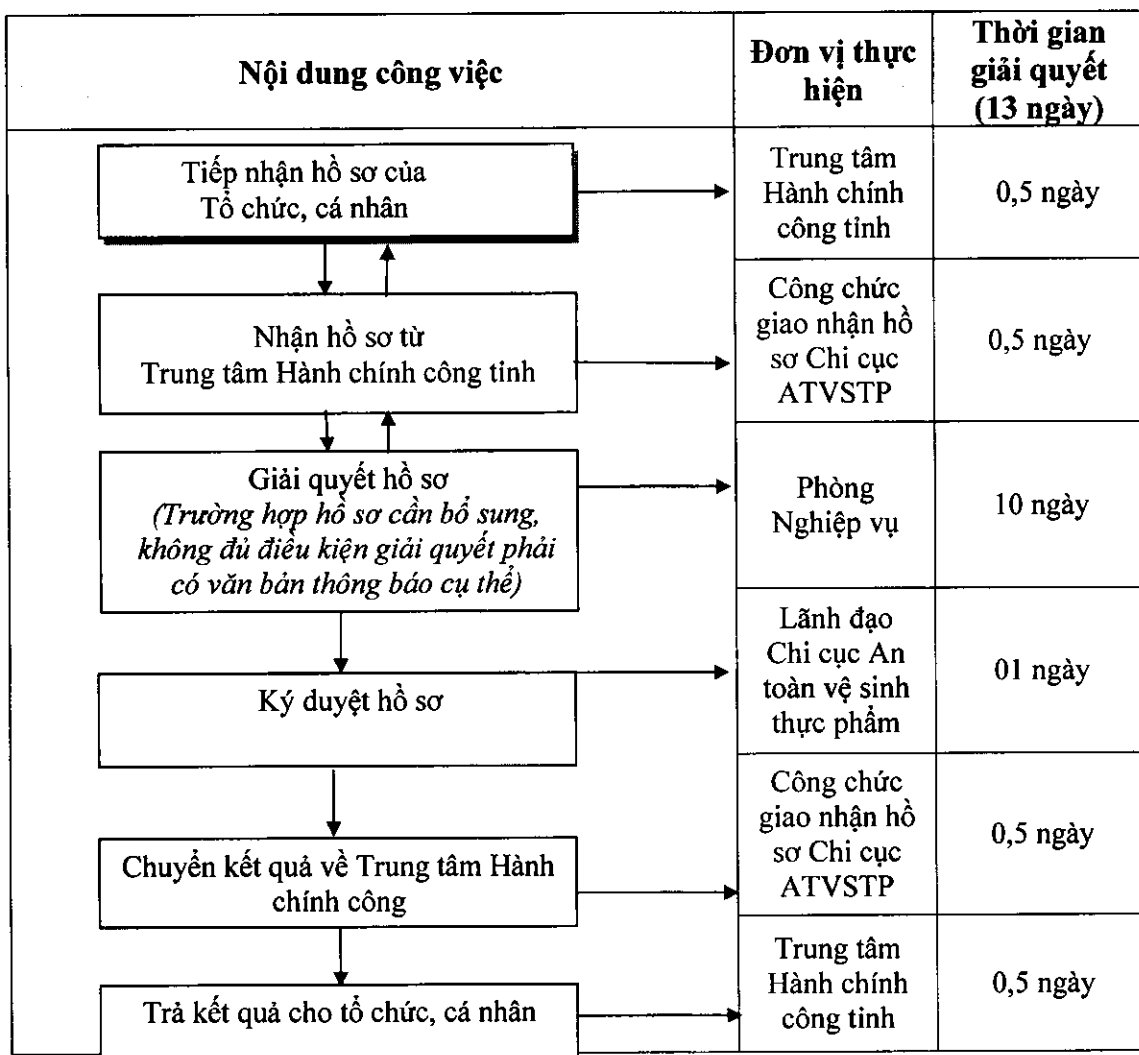 Nội dung công việc
Đơn vị thực
hiện
Thời gian
giải quyết
(13 ngày)
Tiếp nhận hồ sơ của
Tổ chức, cá nhân
Trung tâm
Hành chính
công tỉnh
0,5 ngày
Nhận hồ sơ từ
Trung tâm Hành chính công tỉnh
Công chức
giao nhận hồ
sơ Chi cục
ATVSTP
0,5 ngày
Giải quyết hồ sơ
(Trường hợp hồ sơ cần bổ sung,
không đủ điều kiện giải quyết phải
có văn bản thông báo cụ thể)
Phòng
Nghiệp vụ
10 ngày
Ký duyệt hồ sơ
Lãnh đạo
Chi cục An
toàn vệ sinh
thực phẩm
01 ngày
Chuyển kết quả về Trung tâm Hành
chính công
Công chức
giao nhận hồ
sơ Chi cục
ATVSTP
0,5 ngày
Trả kết quả cho tổ chức, cá nhân
Trung tâm
Hành chính
công tỉnh
0,5 ngày